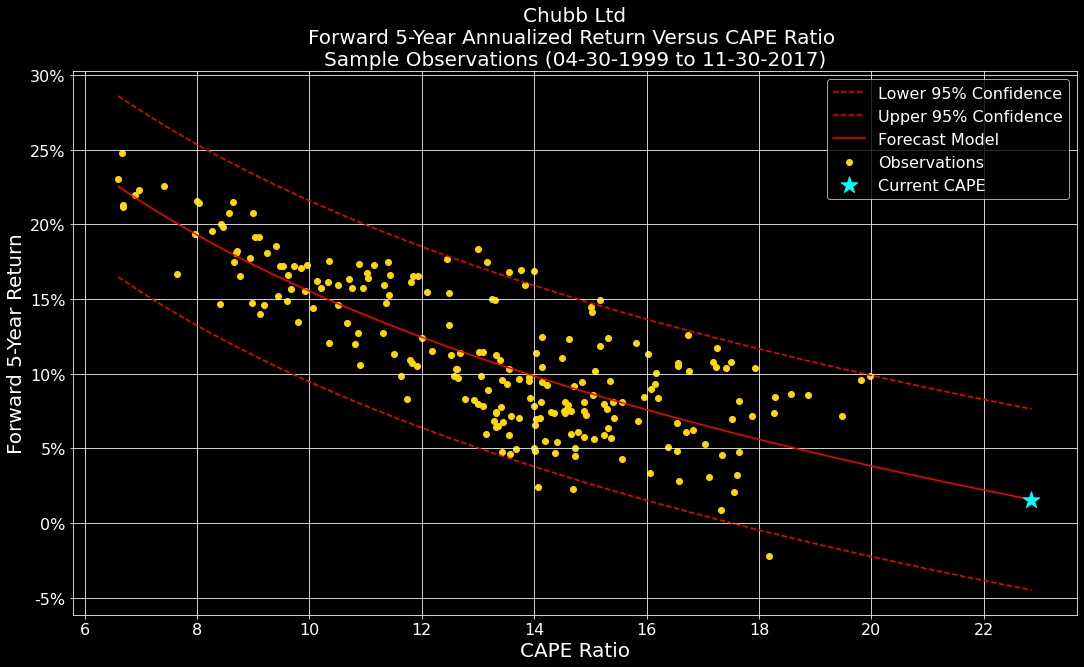 Chubb Ltd
Forward 5-Year Annualized Return Versus CAPE Ratio
Sample Observations (04-30-1999 to 11-30-2017)
Lower 95% Confidence
Upper 95% Confidence
Forecast Model
Observations
Current CAPE
Forward 5-Year Return
30%
25%
20%
15%
10%
5%
0%
-5%
6 8 10 12 14 16 18 20 22
CAPE Ratio